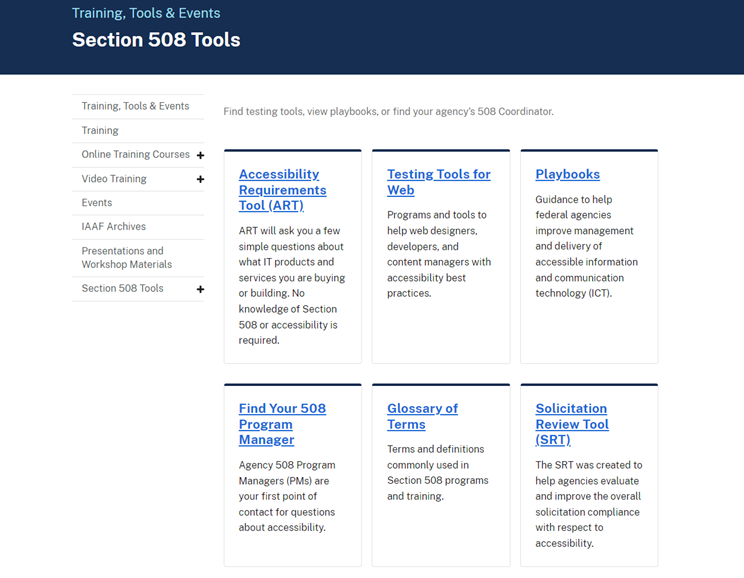 Training, Tools & Events
Section 508 Tools
Training, Tools & Events
Training
Online Training Courses
Video Training
Events
IAAF Archives
Presentations and
Workshop Materials
Section 508 Tools
Find testing tools, view playbooks, or find your agency's 508 Coordinator.
Accessibility
Requirements
Tool (ART)
ART will ask you a few
simple questions about
what IT products and
services you are buying
or building. No
knowledge of Section
508 or accessibility is
required.
Testing Tools for
Web
Programs and tools to
help web designers,
developers, and
content managers with
accessibility best
practices.
Playbooks
Guidance to help
federal agencies
improve management
and delivery of
accessible information
and communication
technology (ICT).
Find Your 508
Program
Manager
Agency 508 Program
Managers (PMs) are
your first point of
contact for questions
about accessibility.
Glossary of
Terms
Terms and definitions
commonly used in
Section 508 programs
and training.
Solicitation
Review Tool
(SRT)
The SRT was created to
help agencies evaluate
and improve the overall
solicitation compliance
with respect to
accessibility.